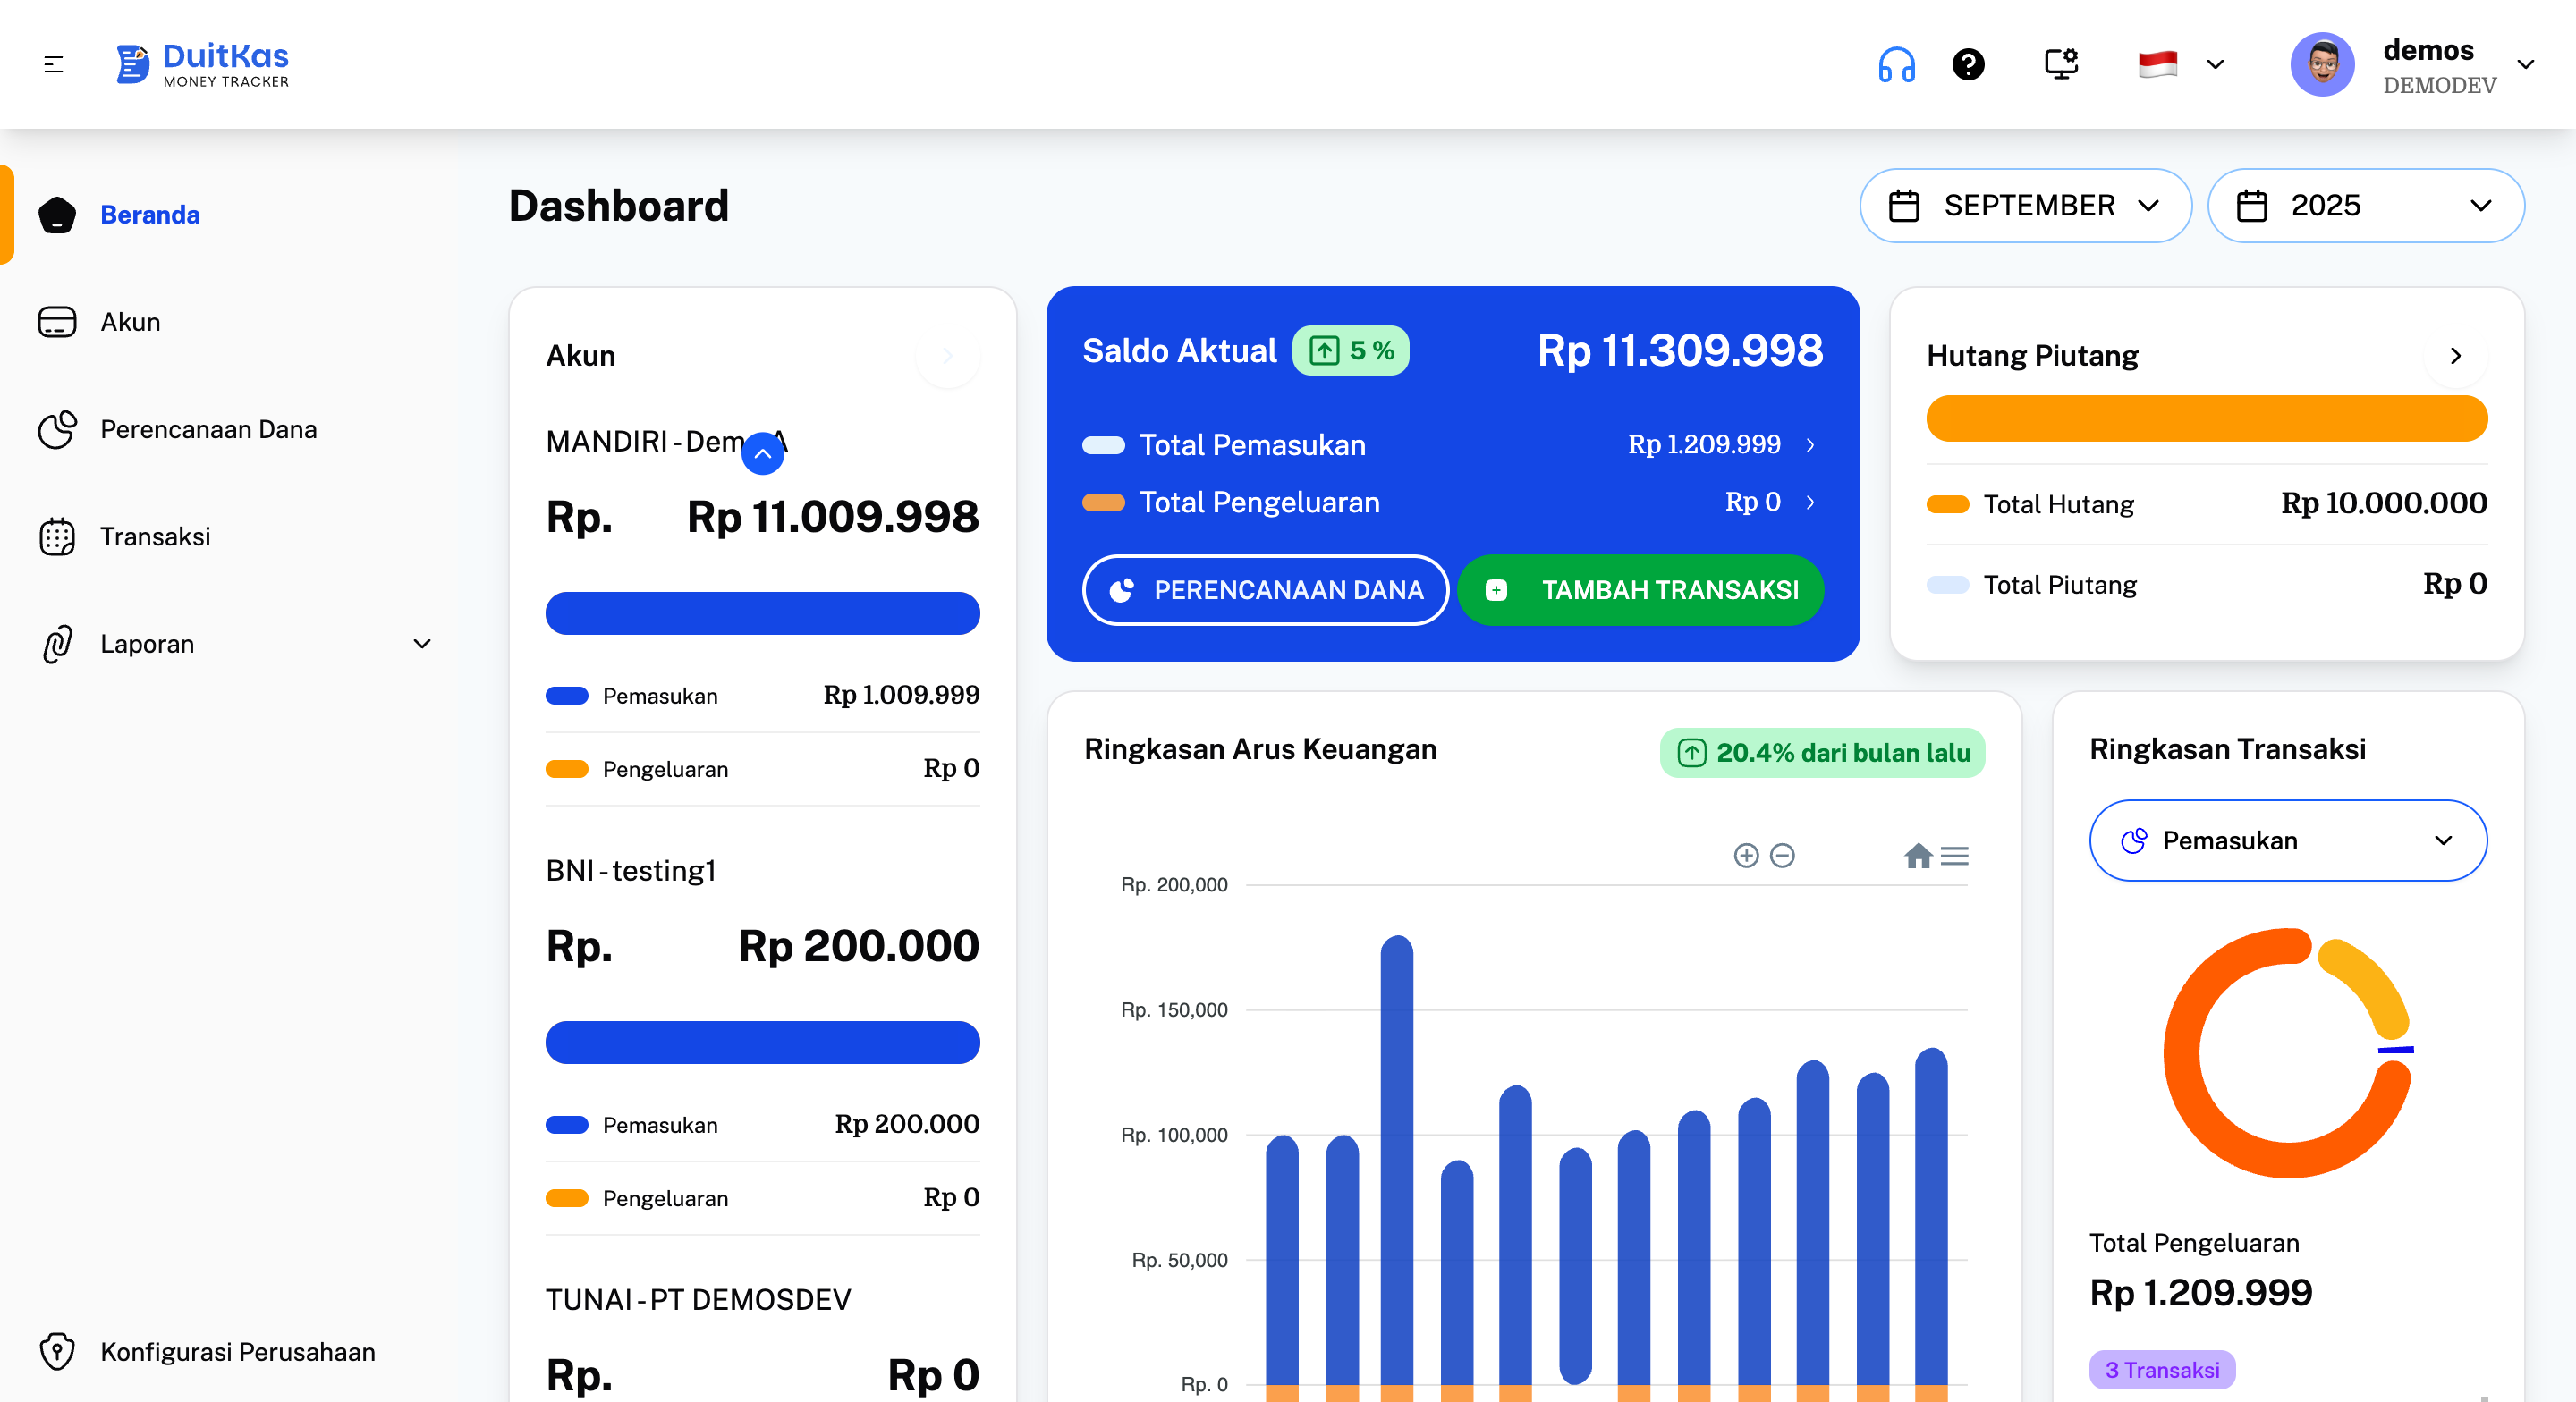 DuitKas
MONEY TRACKER
demos
DEMODEV
Beranda
Akun
Perencanaan Dana
Transaksi
Laporan
Konfigurasi Perusahaan
Dashboard
SEPTEMBER
2025
Akun
MANDIRI - Dem A
Rp. Rp 11.009.998
Pemasukan Rp 1.009.999
Pengeluaran Rp 0
BNI - testing1
Rp. Rp 200.000
Pemasukan Rp 200.000
Pengeluaran Rp 0
TUNAI - PT DEMOSDEV
Rp. Rp 0
Saldo Aktual 5 % Rp 11.309.998
Total Pemasukan Rp 1.209.999
Total Pengeluaran Rp 0
PERENCANAAN DANA
TAMBAH TRANSAKSI
Hutang Piutang
Total Hutang Rp 10.000.000
Total Piutang Rp 0
Ringkasan Arus Keuangan
20.4% dari bulan lalu
Rp. 200,000
Rp. 150,000
Rp. 100,000
Rp. 50,000
Rp. 0
Ringkasan Transaksi
Pemasukan
Total Pengeluaran
Rp 1.209.999
3 Transaksi